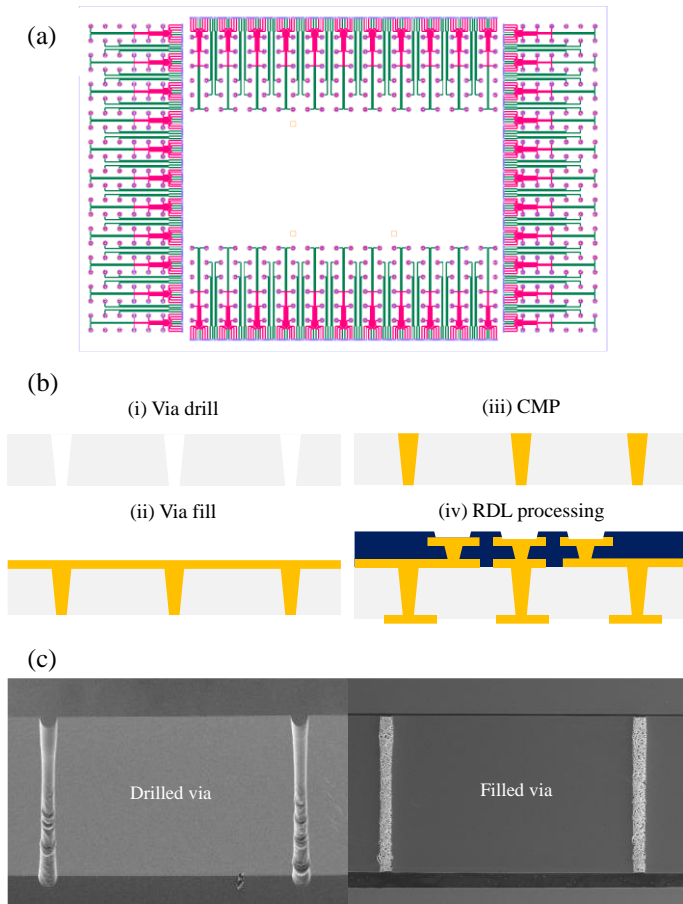 (a)
(b)
(i) Via drill
(iii) CMP
(ii) Via fill
(iv) RDL processing
(c)
Drilled via
Filled via